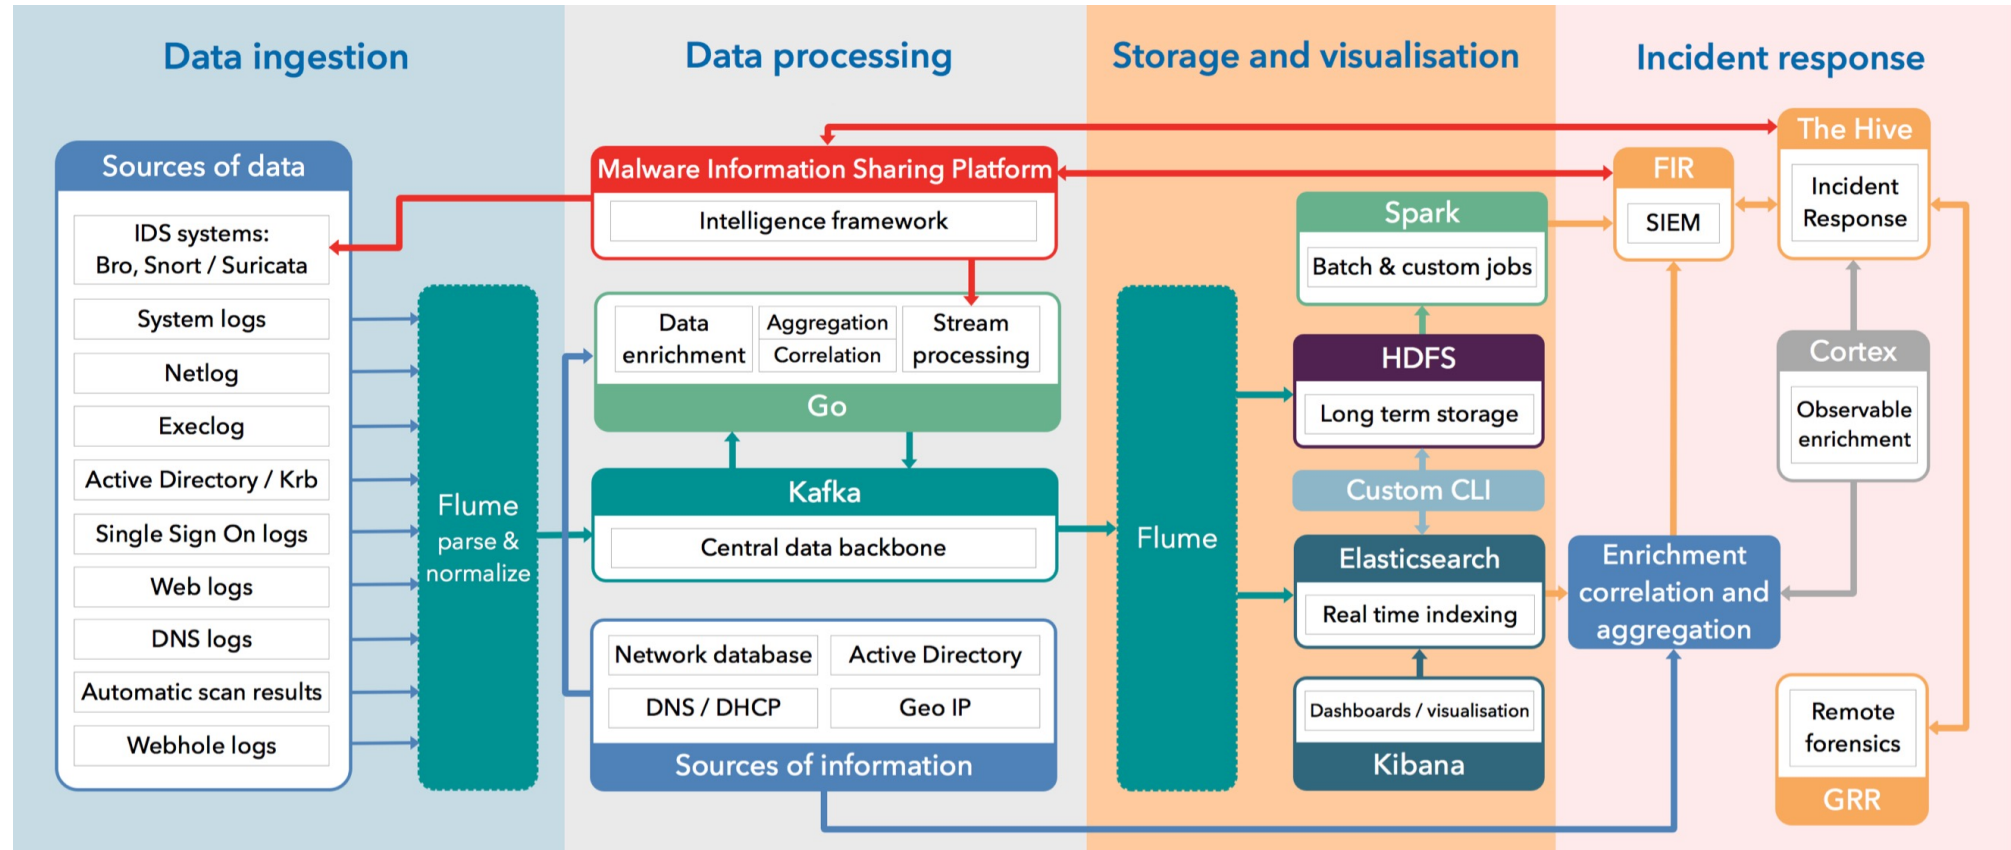 Data ingestion
Data processing
Storage and visualisation
Incident response
Sources of data
IDS systems:
Bro, Snort / Suricata
System logs
Netlog
Execlog
Active Directory / Krb
Single Sign On logs
Web logs
DNS logs
Automatic scan results
Webhole logs
Flume
parse &
normalize
Malware Information Sharing Platform
Intelligence framework
Data
enrichment
Aggregation
Correlation
Stream
processing
Go
Kafka
Central data backbone
Network database
Active Directory
DNS / DHCP
Geo IP
Sources of information
Flume
Spark
Batch & custom jobs
HDFS
Long term storage
Custom CLI
Elasticsearch
Real time indexing
Dashboards / visualisation
Kibana
FIR
SIEM
The Hive
Incident
Response
Cortex
Observable
enrichment
Enrichment
correlation and
aggregation
Remote
forensics
GRR